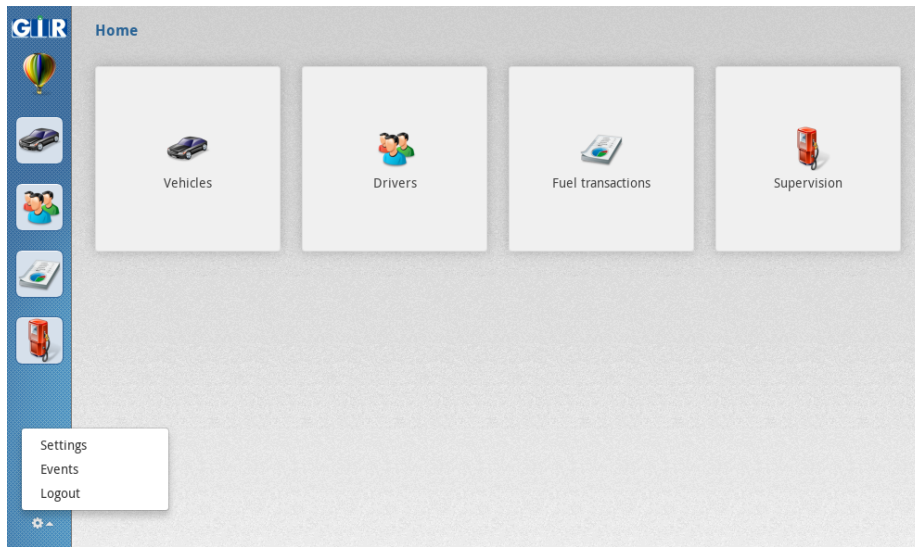 GIR
Home
Vehicles
Drivers
Fuel transactions
Supervision
Settings
Events
Logout